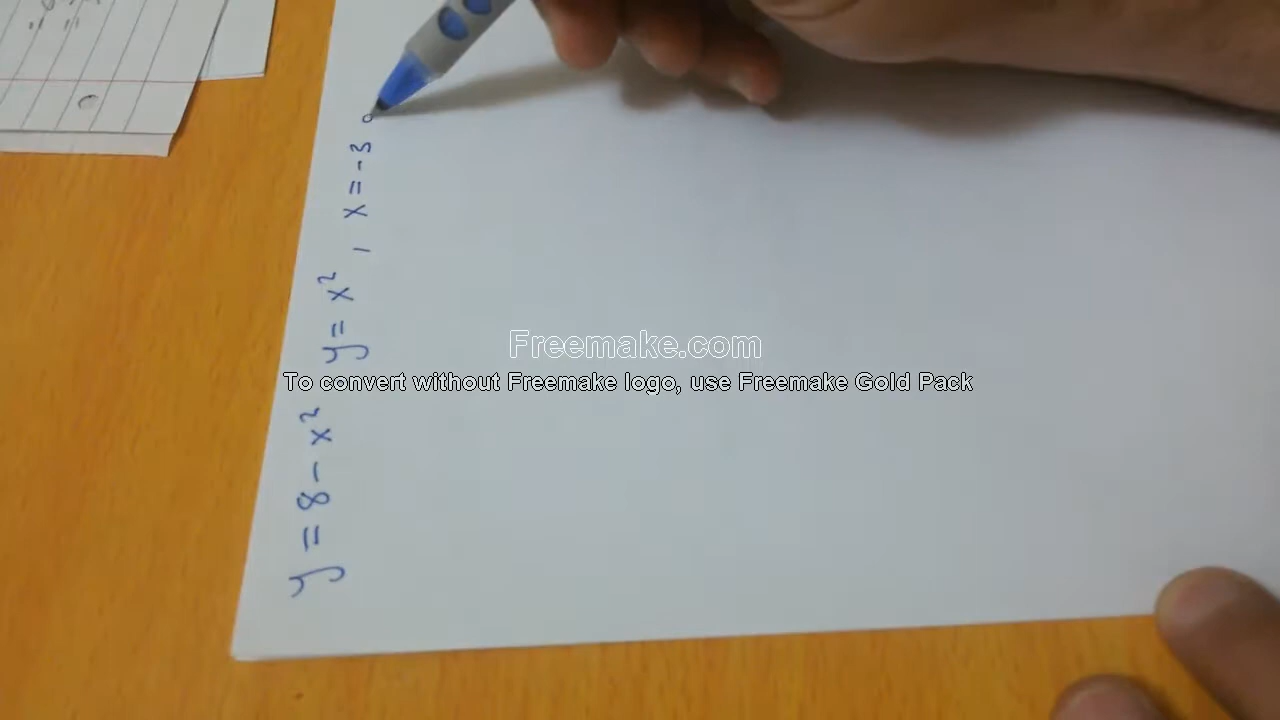 y = 8 - x² y = x² , x = -3
Freemake.com
To convert without Freemake logo, use Freemake Gold Pack